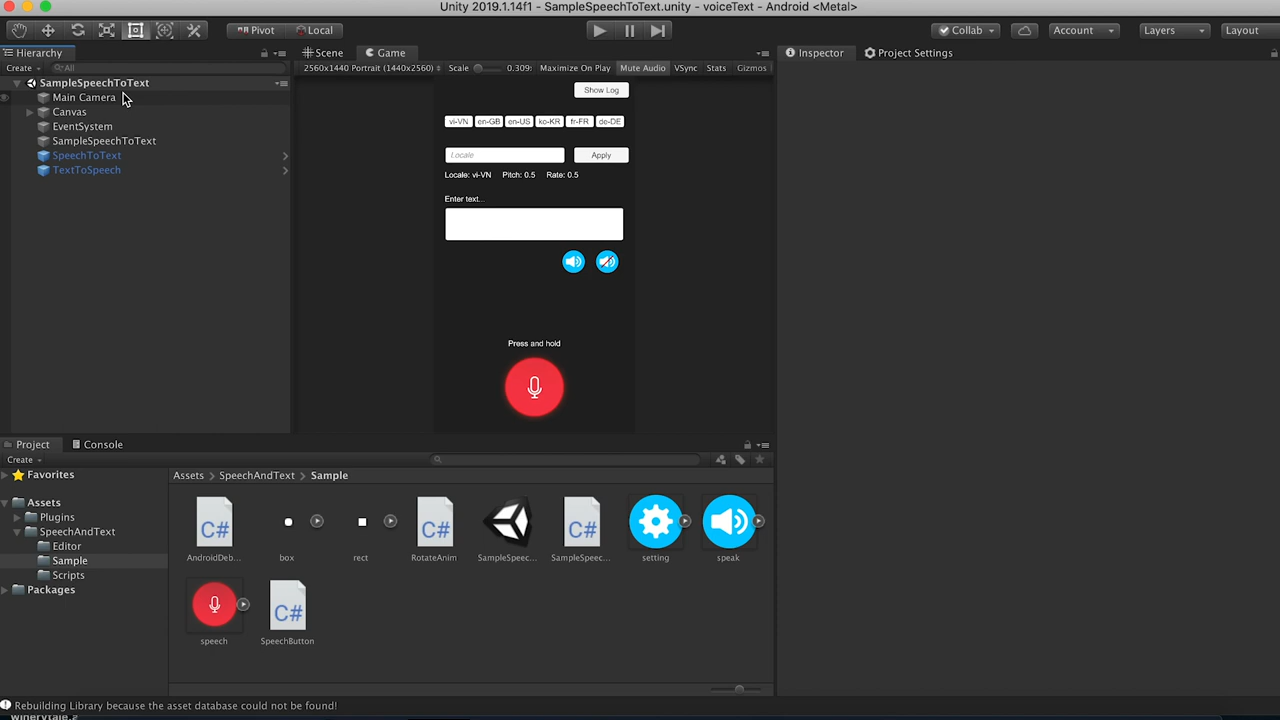 Unity 2019.1.14f1 - SampleSpeechToText.unity - voiceText - Android <Metal>
Pivot Local Collab Account Layers Layout
Hierarchy
Create All
SampleSpeechToText
Main Camera
Canvas
EventSystem
SampleSpeechToText
SpeechToText
TextToSpeech
Scene Game
2560x1440 Portrait (1440x2560) Scale 0.309: Maximize On Play Mute Audio VSync Stats Gizmos
Show Log
vi-VN en-GB en-US ko-KR fr-FR de-DE
Locale Apply
Locale: vi-VN Pitch: 0.5 Rate: 0.5
Enter text...
Press and hold
Inspector Project Settings
Project Console
Create
Favorites
Assets
Plugins
SpeechAndText
Editor
Sample
Scripts
Packages
Assets > SpeechAndText > Sample
C# C# C#
AndroidDeb... box rect RotateAnim SampleSpeec... SampleSpeec... setting speak
C#
speech SpeechButton
Rebuilding Library because the asset database could not be found!